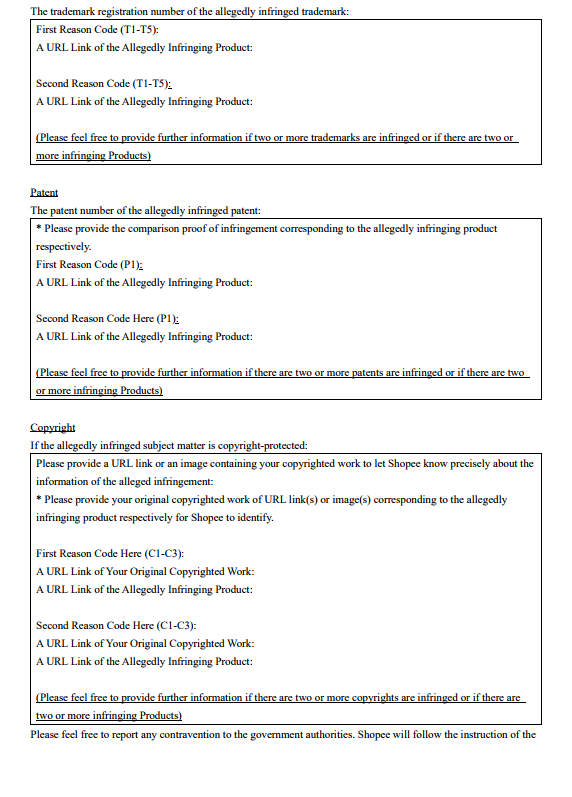 The trademark registration number of the allegedly infringed trademark:
First Reason Code (T1-T5):
A URL Link of the Allegedly Infringing Product:
Second Reason Code (T1-T5):
A URL Link of the Allegedly Infringing Product:
(Please feel free to provide further information if two or more trademarks are infringed or if there are two or
more infringing Products)
Patent
The patent number of the allegedly infringed patent:
* Please provide the comparison proof of infringement corresponding to the allegedly infringing product
respectively.
First Reason Code (P1):
A URL Link of the Allegedly Infringing Product:
Second Reason Code Here (P1):
A URL Link of the Allegedly Infringing Product:
(Please feel free to provide further information if there are two or more patents are infringed or if there are two
or more infringing Products)
Copyright
If the allegedly infringed subject matter is copyright-protected:
Please provide a URL link or an image containing your copyrighted work to let Shopee know precisely about the
information of the alleged infringement:
* Please provide your original copyrighted work of URL link(s) or image(s) corresponding to the allegedly
infringing product respectively for Shopee to identify.
First Reason Code Here (C1-C3):
A URL Link of Your Original Copyrighted Work:
A URL Link of the Allegedly Infringing Product:
Second Reason Code Here (C1-C3):
A URL Link of Your Original Copyrighted Work:
A URL Link of the Allegedly Infringing Product:
(Please feel free to provide further information if there are two or more copyrights are infringed or if there are
two or more infringing Products)
Please feel free to report any contravention to the government authorities. Shopee will follow the instruction of the